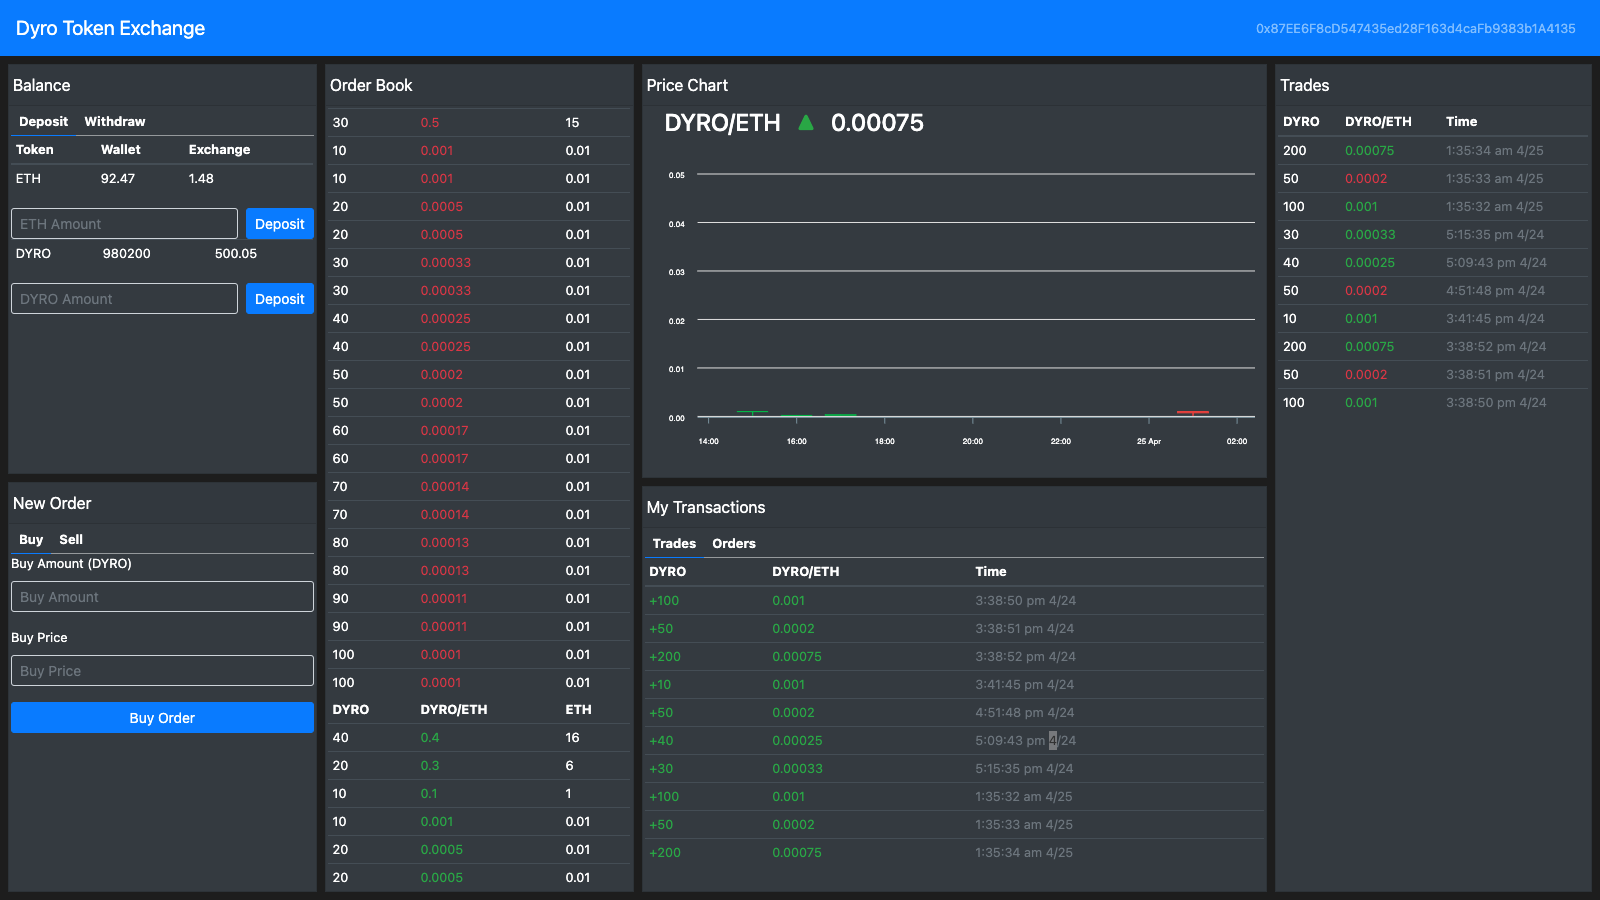 Dyro Token Exchange
0x87EE6F8cD547435ed28F163d4caFb9383b1A4135
Balance
Deposit Withdraw
Token Wallet Exchange
ETH 92.47 1.48
ETH Amount Deposit
DYRO 980200 500.05
DYRO Amount Deposit
New Order
Buy Sell
Buy Amount (DYRO)
Buy Amount
Buy Price
Buy Price
Buy Order
Order Book
30 0.5 15
10 0.001 0.01
10 0.001 0.01
20 0.0005 0.01
20 0.0005 0.01
30 0.00033 0.01
30 0.00033 0.01
40 0.00025 0.01
40 0.00025 0.01
50 0.0002 0.01
50 0.0002 0.01
60 0.00017 0.01
60 0.00017 0.01
70 0.00014 0.01
70 0.00014 0.01
80 0.00013 0.01
80 0.00013 0.01
90 0.00011 0.01
90 0.00011 0.01
100 0.0001 0.01
100 0.0001 0.01
DYRO DYRO/ETH ETH
40 0.4 16
20 0.3 6
10 0.1 1
10 0.001 0.01
20 0.0005 0.01
20 0.0005 0.01
Price Chart
DYRO/ETH ▲ 0.00075
0.05
0.04
0.03
0.02
0.01
0.00
14:00 16:00 18:00 20:00 22:00 25 Apr 02:00
My Transactions
Trades Orders
DYRO DYRO/ETH Time
+100 0.001 3:38:50 pm 4/24
+50 0.0002 3:38:51 pm 4/24
+200 0.00075 3:38:52 pm 4/24
+10 0.001 3:41:45 pm 4/24
+50 0.0002 4:51:48 pm 4/24
+40 0.00025 5:09:43 pm 4/24
+30 0.00033 5:15:35 pm 4/24
+100 0.001 1:35:32 am 4/25
+50 0.0002 1:35:33 am 4/25
+200 0.00075 1:35:34 am 4/25
Trades
DYRO DYRO/ETH Time
200 0.00075 1:35:34 am 4/25
50 0.0002 1:35:33 am 4/25
100 0.001 1:35:32 am 4/25
30 0.00033 5:15:35 pm 4/24
40 0.00025 5:09:43 pm 4/24
50 0.0002 4:51:48 pm 4/24
10 0.001 3:41:45 pm 4/24
200 0.00075 3:38:52 pm 4/24
50 0.0002 3:38:51 pm 4/24
100 0.001 3:38:50 pm 4/24